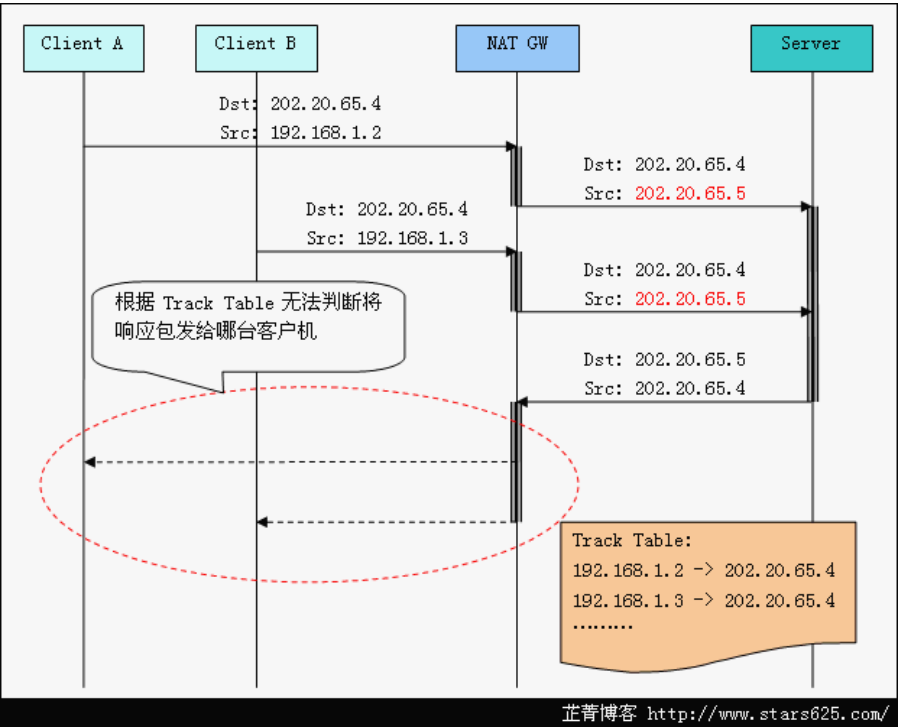 Client A
Client B
NAT GW
Server
Dst: 202.20.65.4
Src: 192.168.1.2
Dst: 202.20.65.4
Src: 202.20.65.5
Dst: 202.20.65.4
Src: 192.168.1.3
Dst: 202.20.65.4
Src: 202.20.65.5
根据 Track Table 无法判断将
响应包发给哪台客户机
Dst: 202.20.65.5
Src: 202.20.65.4
Track Table:
192.168.1.2 -> 202.20.65.4
192.168.1.3 -> 202.20.65.4
………
芷菁博客 http://www.stars625.com/